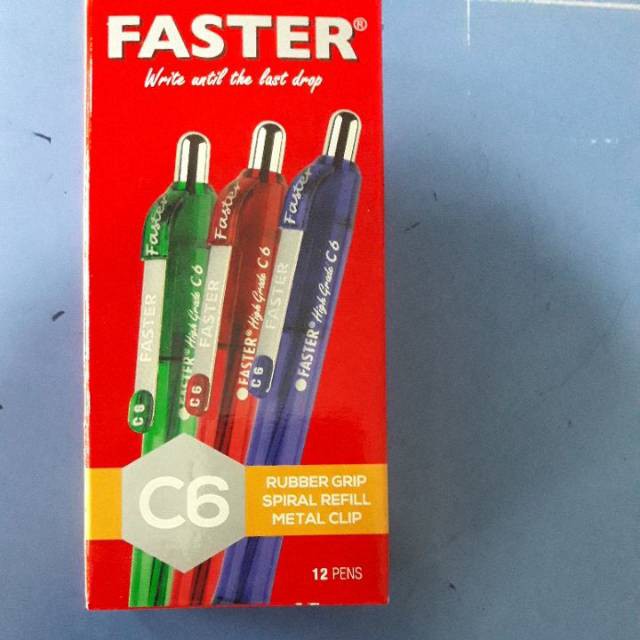 FASTER®
Write until the last drop
Faster
Faster
Faster
FASTER
FASTER® High Grade C6
C6
FASTER
FASTER® High Grade C6
C6
FASTER
FASTER® High Grade C6
C6
C6
RUBBER GRIP
SPIRAL REFILL
METAL CLIP
12 PENS